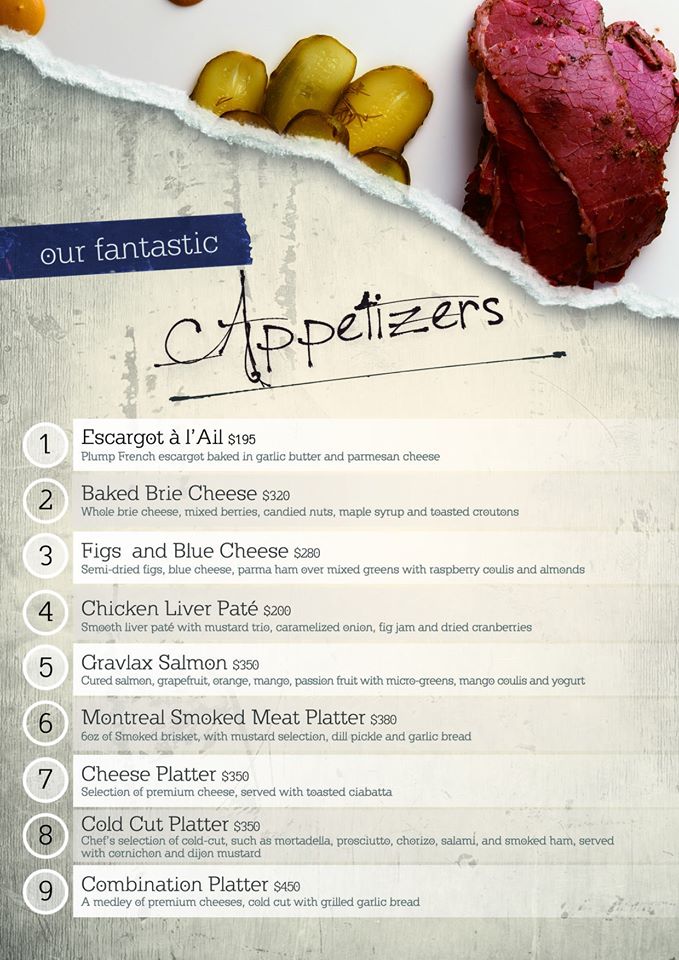 our fantastic
Appetizers
1
Escargot à l'Ail $195
Plump French escargot baked in garlic butter and parmesan cheese
2
Baked Brie Cheese $320
Whole brie cheese, mixed berries, candied nuts, maple syrup and toasted croutons
3
Figs and Blue Cheese $280
Semi-dried figs, blue cheese, parma ham over mixed greens with raspberry coulis and almonds
4
Chicken Liver Paté $200
Smooth liver paté with mustard trio, caramelized onion, fig jam and dried cranberries
5
Gravlax Salmon $350
Cured salmon, grapefruit, orange, mango, passion fruit with micro-greens, mango coulis and yogurt
6
Montreal Smoked Meat Platter $380
6oz of Smoked brisket, with mustard selection, dill pickle and garlic bread
7
Cheese Platter $350
Selection of premium cheese, served with toasted ciabatta
8
Cold Cut Platter $350
Chef's selection of cold-cut, such as mortadella, prosciutto, chorizo, salami, and smoked ham, served
with cornichon and dijon mustard
9
Combination Platter $450
A medley of premium cheeses, cold cut with grilled garlic bread